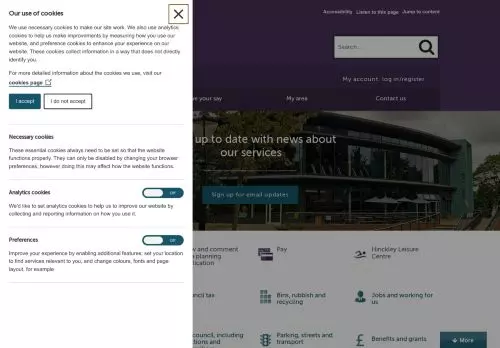 Our use of cookies
We use necessary cookies to make our site work. We also use analytics
cookies to help us make improvements by measuring how you use our
website, and preference cookies to enhance your experience on our
website. These cookies collect information in a way that does not directly
identify you.
For more detailed information about the cookies we use, visit our
cookies page
I accept
I do not accept
Necessary cookies
These essential cookies always need to be set so that the website
functions properly. They can only be disabled by changing your browser
preferences, however doing this may affect how the website functions.
Analytics cookies
Off
We'd like to set analytics cookies to help us to improve our website by
collecting and reporting information on how you use it.
Preferences
Off
Improve your experience by enabling additional features; set your location
to find services relevant to you, and change colours, fonts and page
layout, for example
Accessibility
Listen to this page
Jump to content
Search...
My account: log in/register
your say
My area
Contact us
up to date with news about
our services
Sign up for email updates
and comment
planning
Pay
Hinckley Leisure
Centre
tax
Bins, rubbish and
recycling
Jobs and working for
us
council, including
and
Parking, streets and
transport
Benefits and grants
More